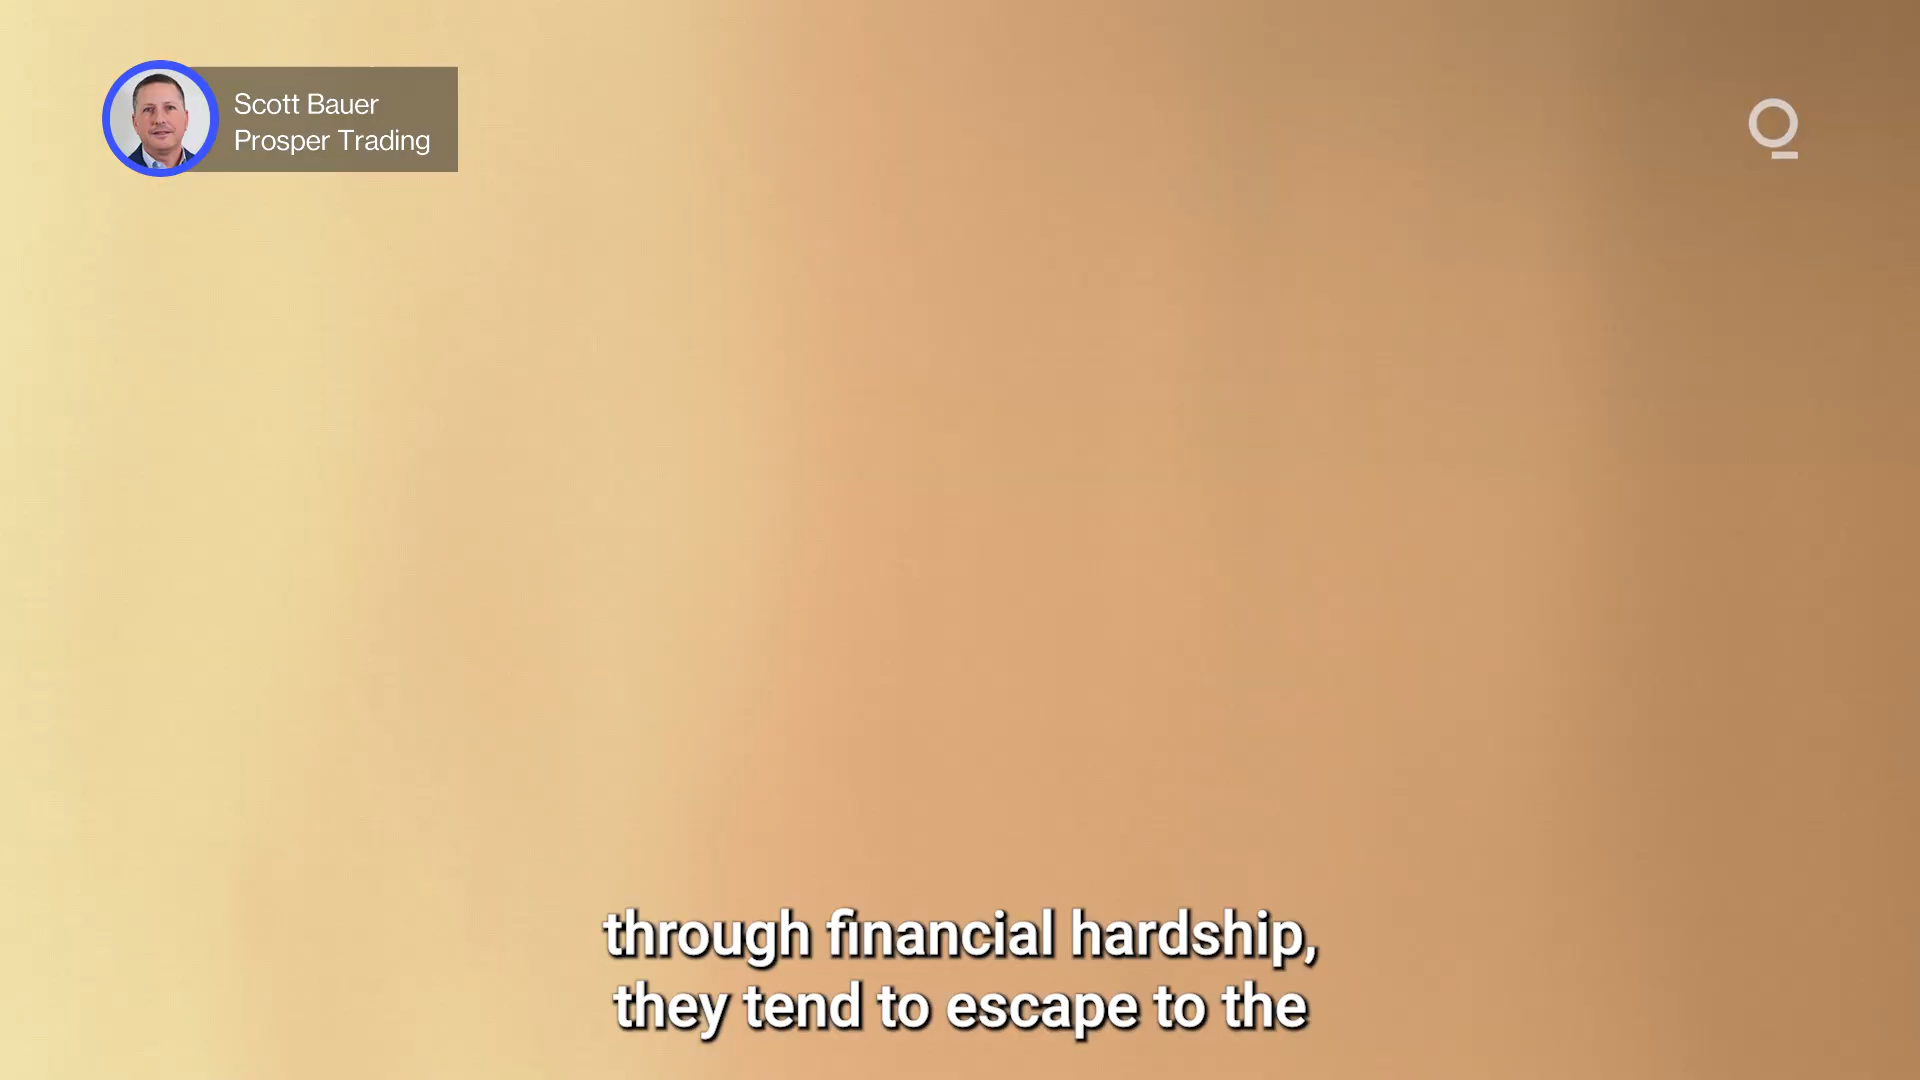 Scott Bauer
Prosper Trading
through financial hardship,
they tend to escape to the